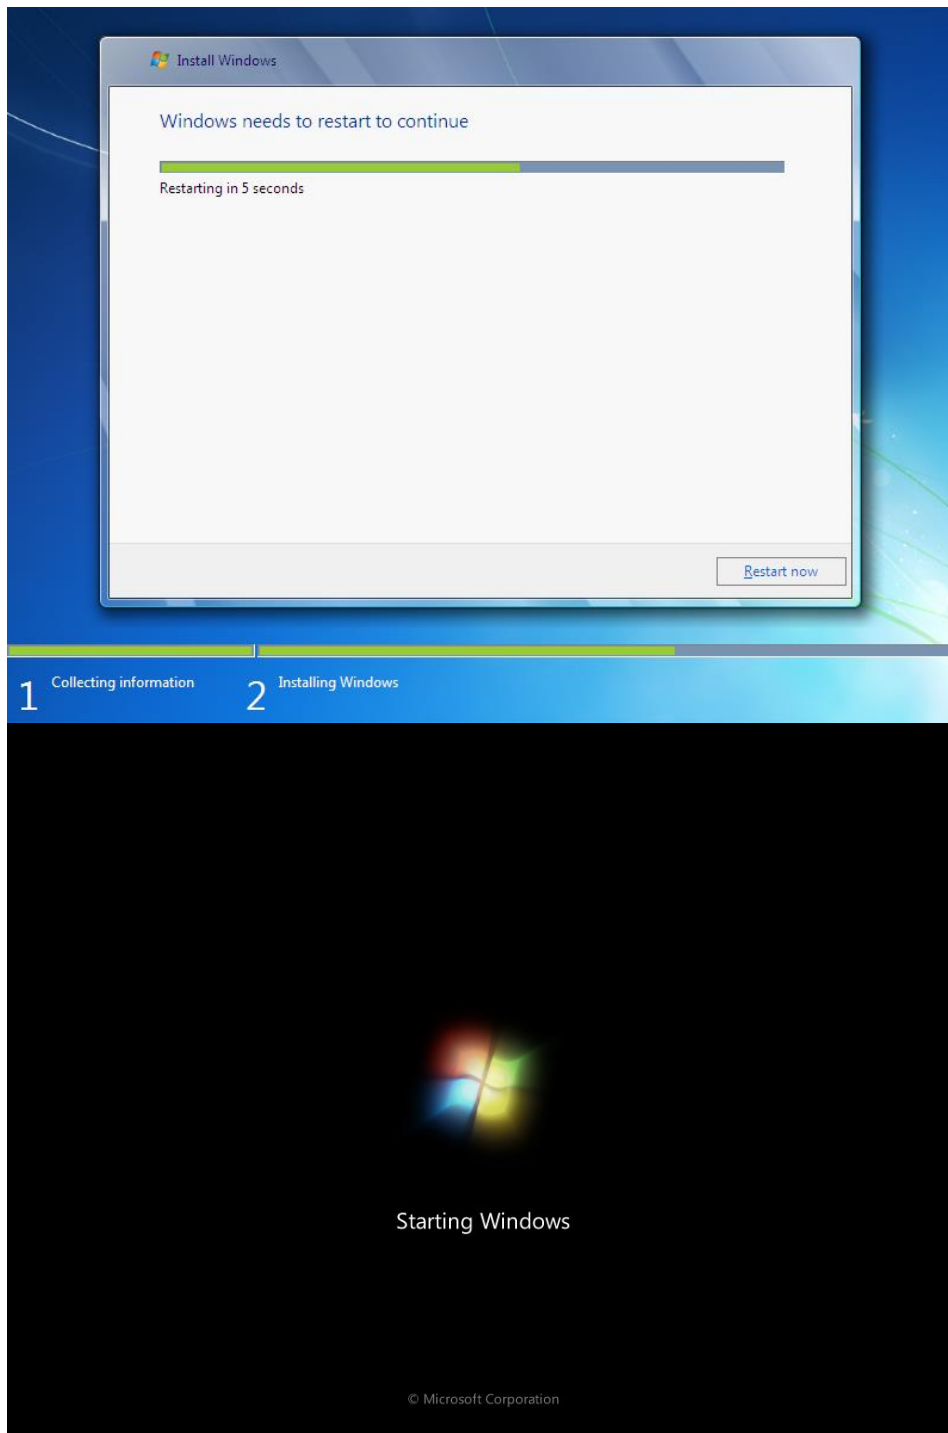 Install Windows
Windows needs to restart to continue
Restarting in 5 seconds
Restart now
1 Collecting information 2 Installing Windows
Starting Windows
© Microsoft Corporation